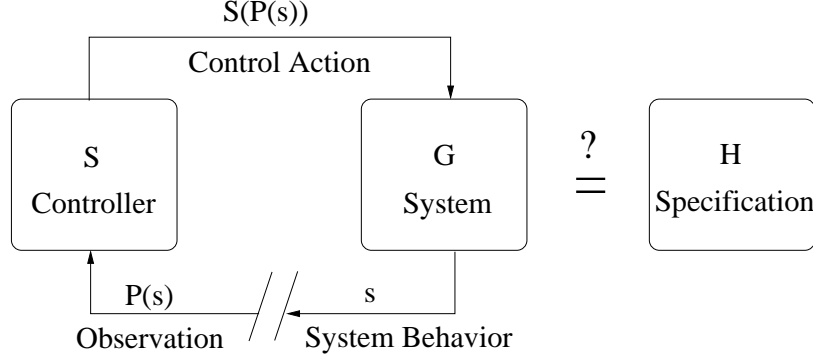 S(P(s))
Control Action
S
Controller
G
System
?
=
H
Specification
P(s)
s
Observation
System Behavior